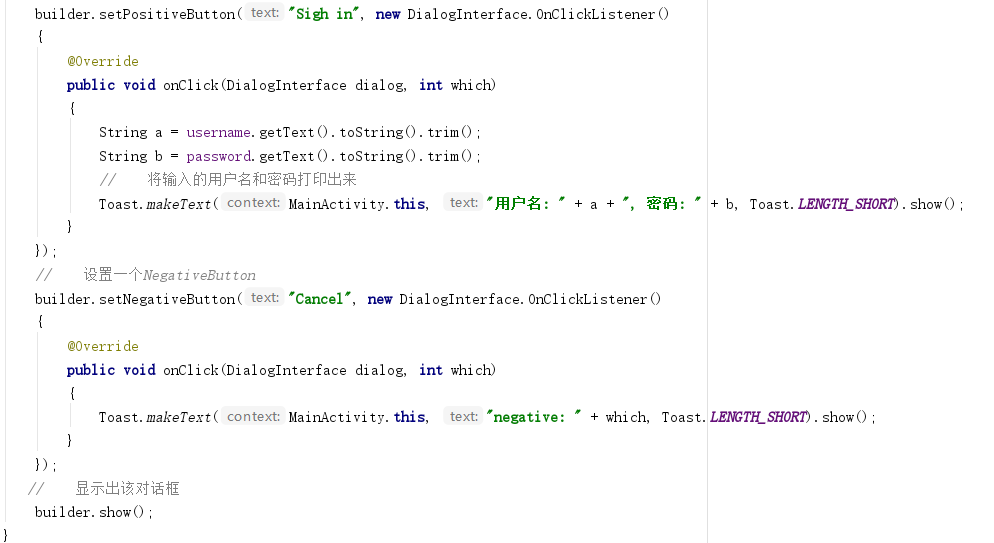 builder.setPositiveButton( text: "Sigh in", new DialogInterface.OnClickListener()
{
@Override
public void onClick(DialogInterface dialog, int which)
{
String a = username.getText().toString().trim();
String b = password.getText().toString().trim();
// 将输入的用户名和密码打印出来
Toast.makeText( context: MainActivity.this, text: "用户名: " + a + ", 密码: " + b, Toast.LENGTH_SHORT).show();
}
});
// 设置一个NegativeButton
builder.setNegativeButton( text: "Cancel", new DialogInterface.OnClickListener()
{
@Override
public void onClick(DialogInterface dialog, int which)
{
Toast.makeText( context: MainActivity.this, text: "negative: " + which, Toast.LENGTH_SHORT).show();
}
});
// 显示出该对话框
builder.show();
}